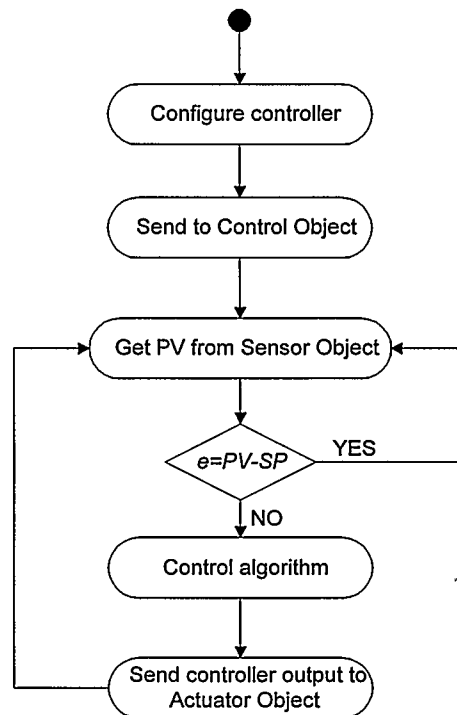 Configure controller
Send to Control Object
Get PV from Sensor Object
e=PV-SP
YES
NO
Control algorithm
Send controller output to
Actuator Object